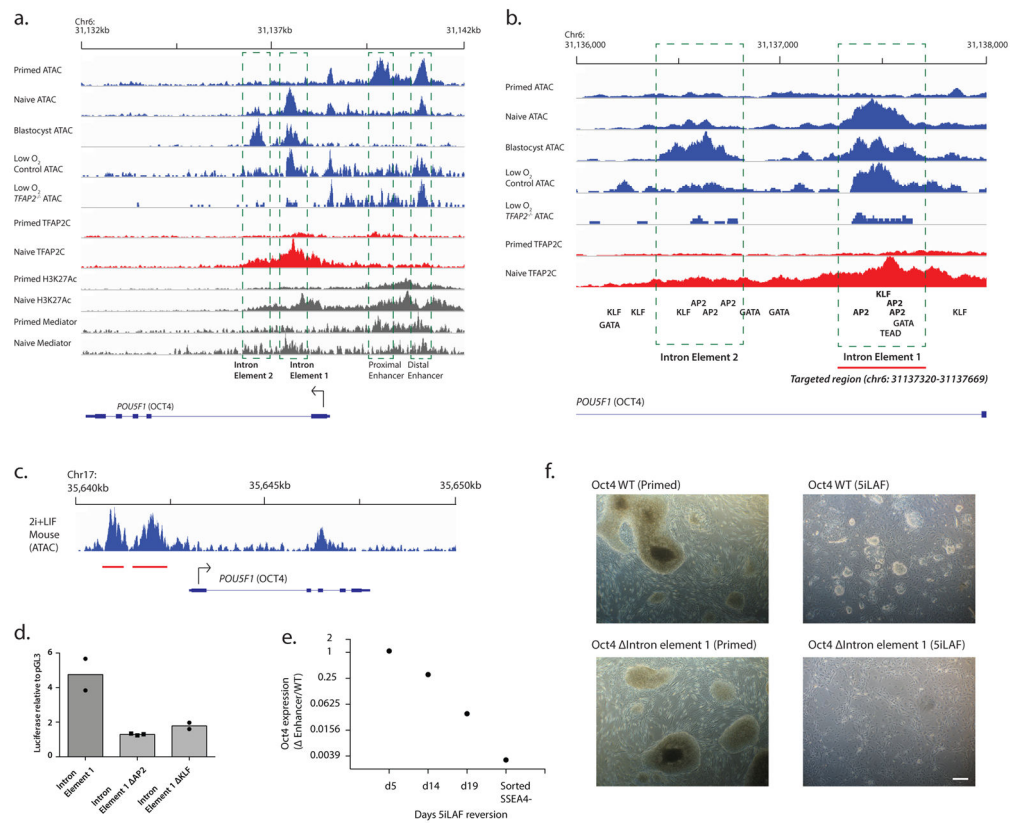 a.
Chr6:
31,132kb
31,137kb
31,142kb
Primed ATAC
Naive ATAC
Blastocyst ATAC
Low O2
Control ATAC
Low O2
TFAP2-/- ATAC
Primed TFAP2C
Naive TFAP2C
Primed H3K27Ac
Naive H3K27Ac
Primed Mediator
Naive Mediator
Intron
Element 2
Intron
Element 1
Proximal
Enhancer
Distal
Enhancer
POU5F1 (OCT4)
b.
Chr6:
31,136,000
31,137,000
31,138,000
Primed ATAC
Naive ATAC
Blastocyst ATAC
Low O2
Control ATAC
Low O2
TFAP2-/- ATAC
Primed TFAP2C
Naive TFAP2C
KLF
AP2 AP2 AP2
KLF KLF KLF AP2 GATA GATA AP2 AP2 KLF
GATA GATA
TEAD
Intron Element 2
Intron Element 1
Targeted region (chr6: 31137320-31137669)
POU5F1 (OCT4)
c.
Chr17:
35,640kb
35,645kb
35,650kb
2i+LIF
Mouse
(ATAC)
POU5F1 (OCT4)
d.
Luciferase relative to pGL3
6
4
2
0
Intron
Element 1
Intron
Element 1 ΔAP2
Intron
Element 1 ΔKLF
e.
Oct4 expression
(Δ Enhancer/WT)
2
1
0.25
0.0625
0.0156
0.0039
d5
d14
d19
Sorted
SSEA4-
Days 5iLAF reversion
f.
Oct4 WT (Primed)
Oct4 WT (5iLAF)
Oct4 ΔIntron element 1 (Primed)
Oct4 ΔIntron element 1 (5iLAF)